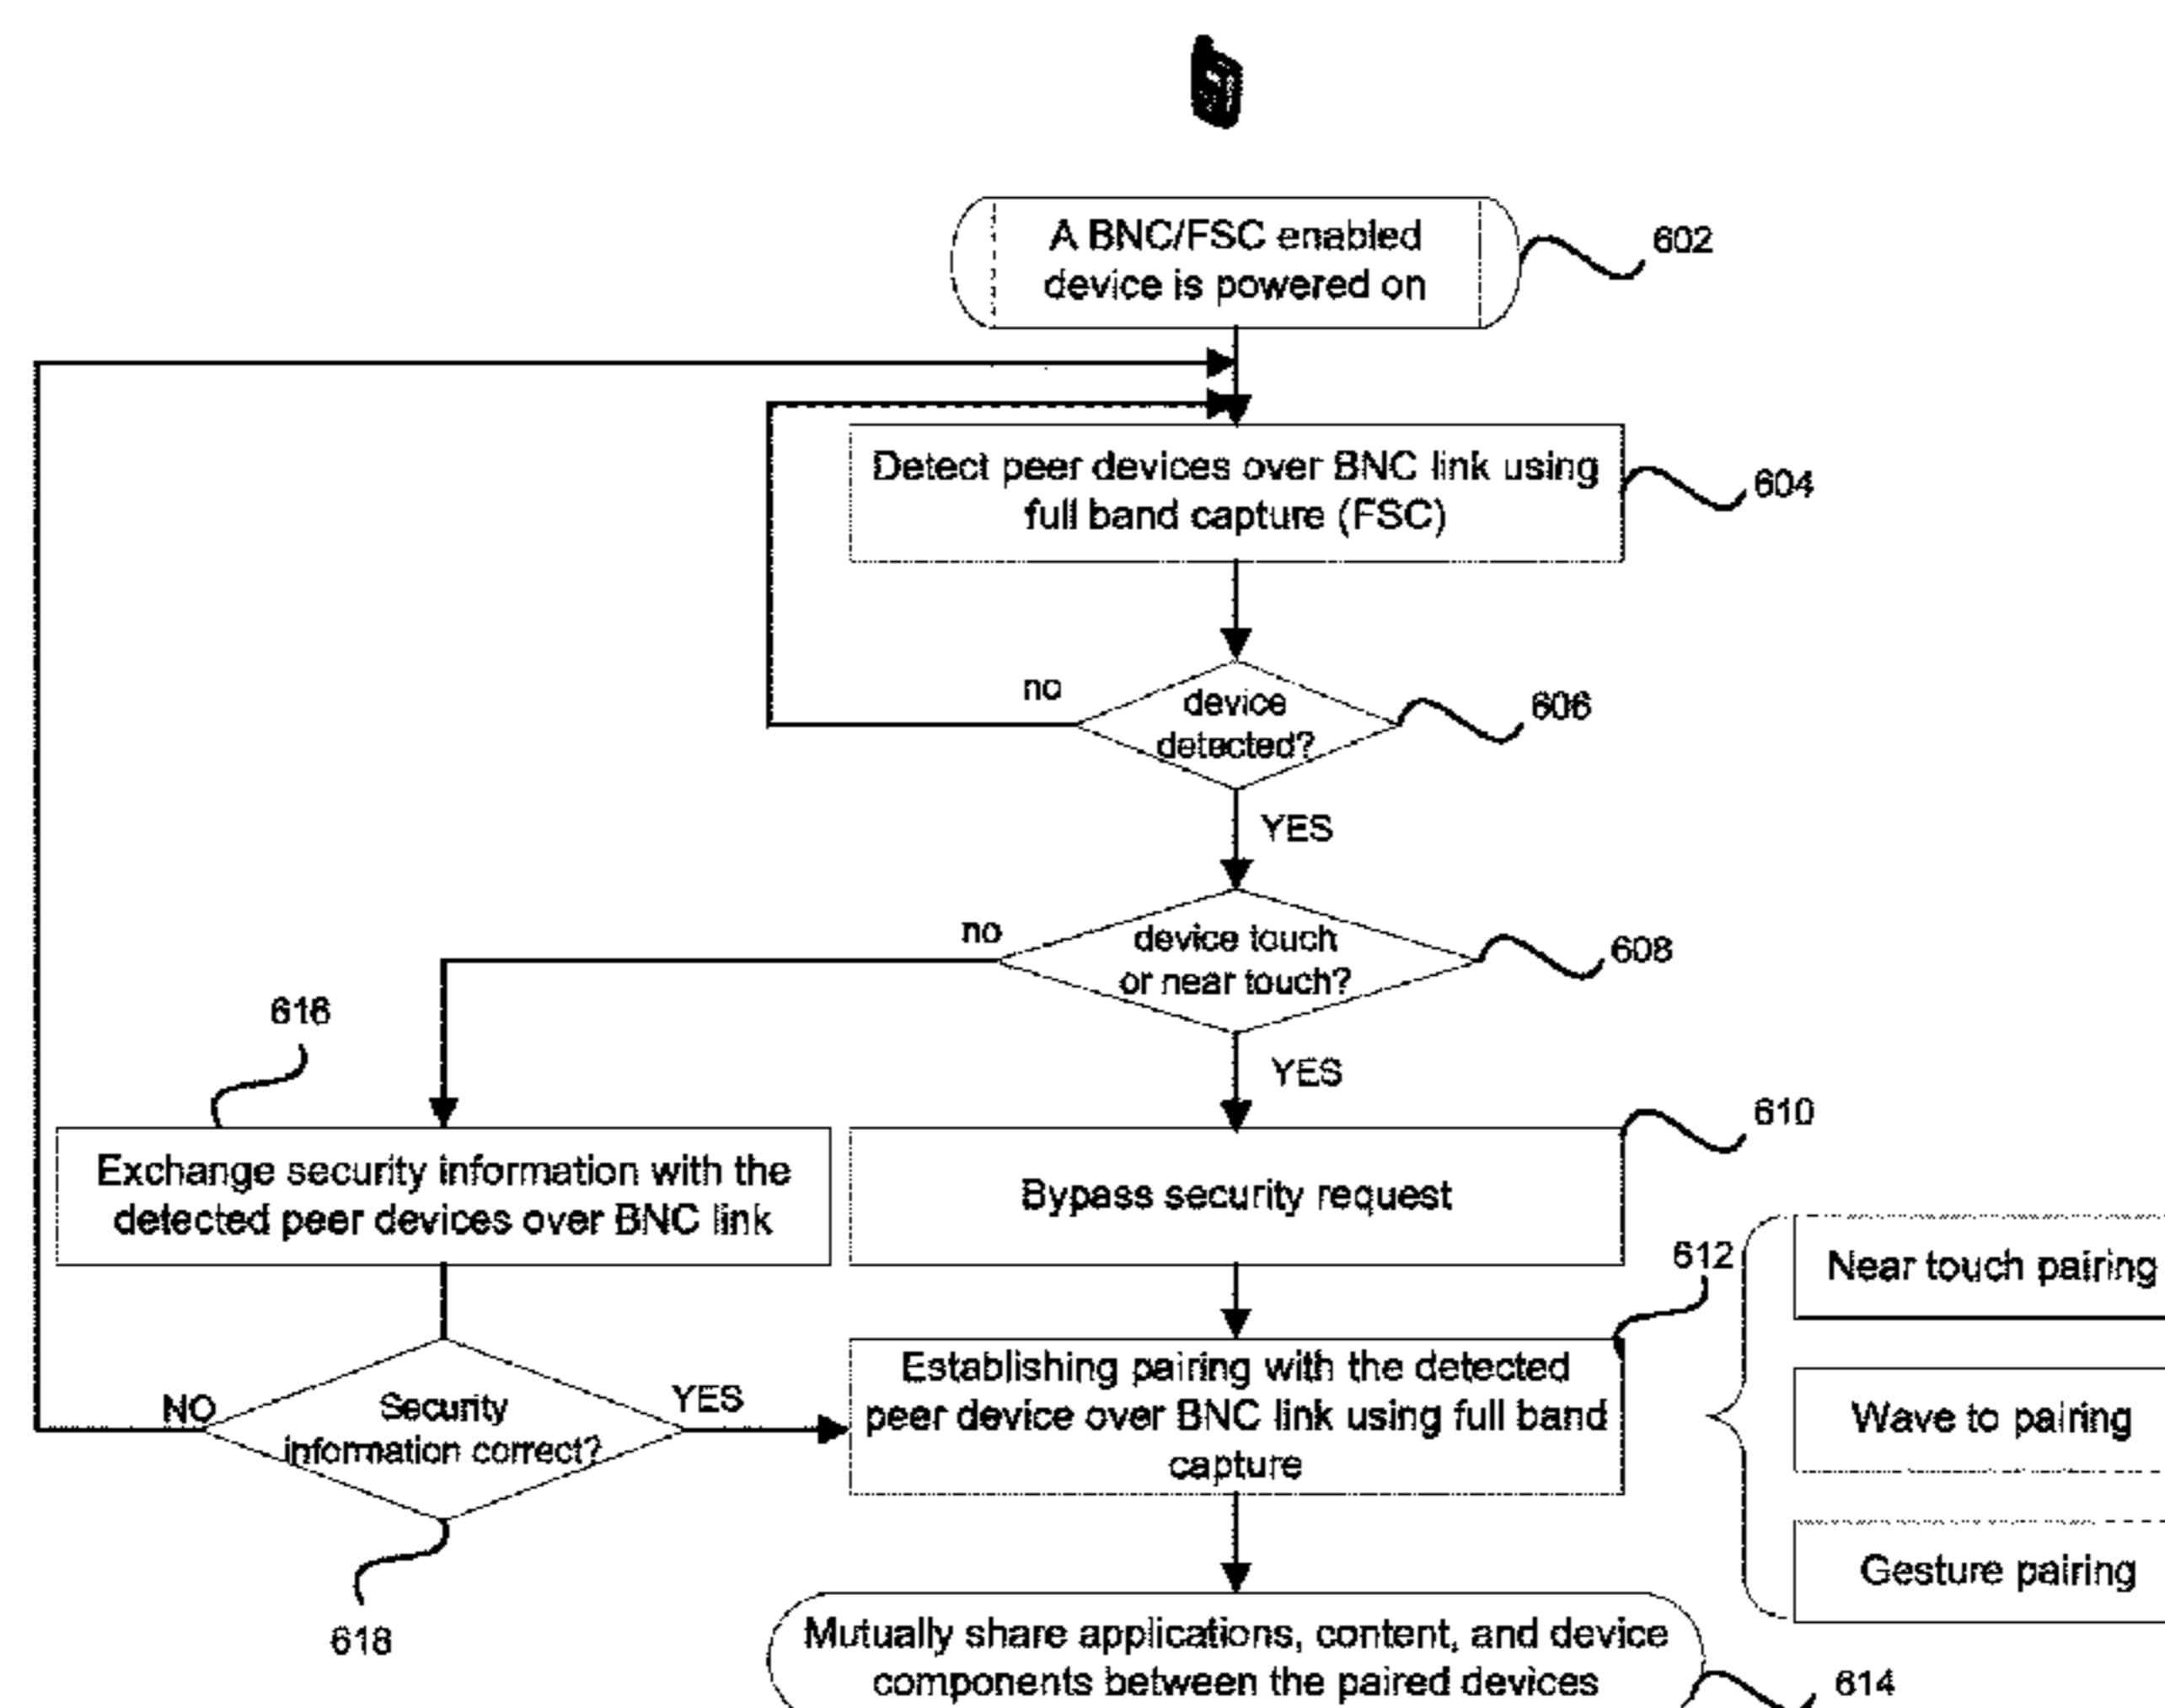 A BNC/FSC enabled
device is powered on
602
Detect peer devices over BNC link using
full band capture (FSC)
604
no
device
detected?
606
YES
no
device touch
or near touch?
608
616
YES
610
Exchange security information with the
detected peer devices over BNC link
Bypass security request
612
Near touch pairing
Establishing pairing with the detected
peer device over BNC link using full band
capture
NO
Security
information correct?
YES
Wave to pairing
Gesture pairing
618
Mutually share applications, content, and device
components between the paired devices
614